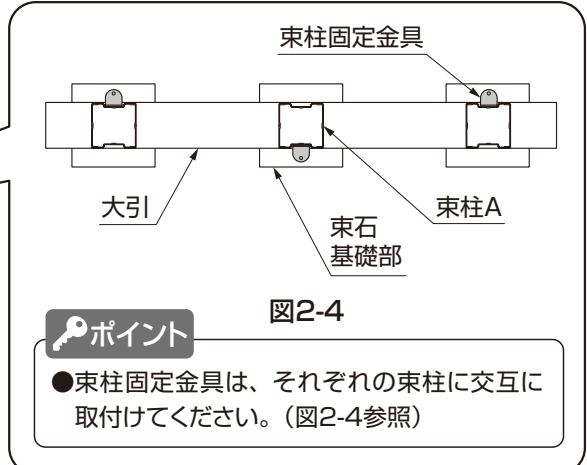 束柱固定金具
大引
束柱A
束石
基礎部
図2-4
ポイント
●束柱固定金具は、それぞれの束柱に交互に
取付けてください。(図2-4参照)